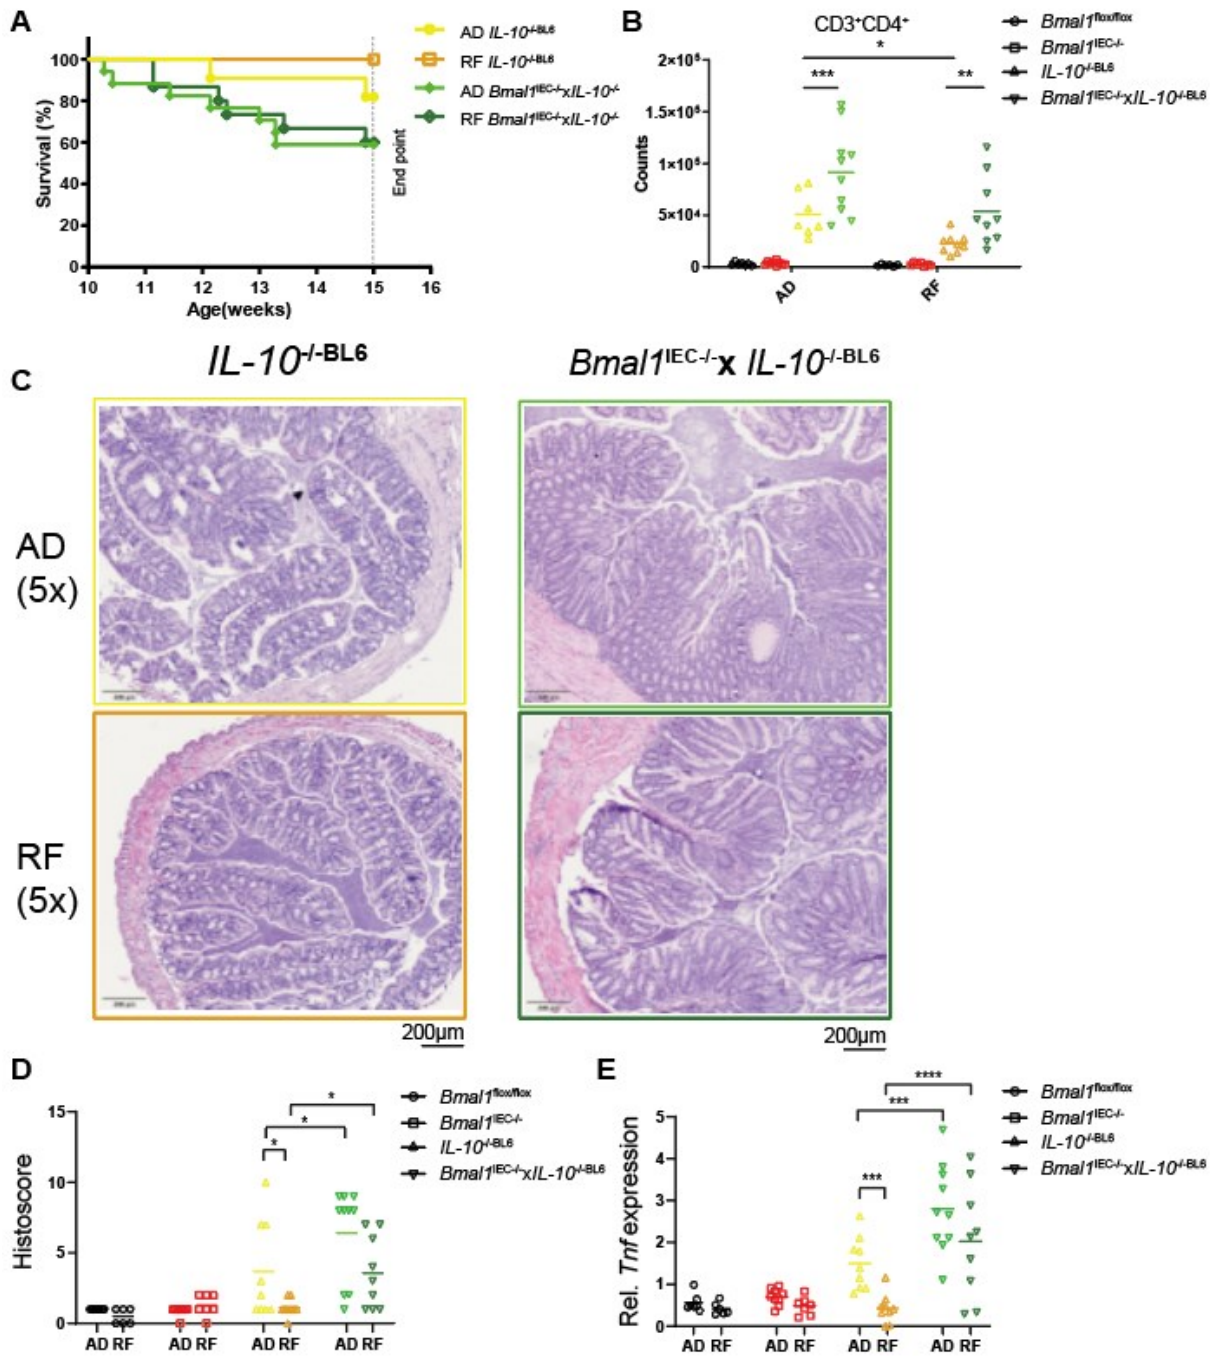 A
AD IL-10-/-BL6
RF IL-10-/-BL6
AD Bmal1IEC-/-xIL-10-/-
RF Bmal1IEC-/-xIL-10-/-
Survival (%)
100
80
60
40
20
0
10 11 12 13 14 15 16
Age(weeks)
End point
B
CD3+CD4+
Bmal1flox/flox
Bmal1IEC-/-
IL-10-/-BL6
Bmal1IEC-/-xIL-10-/-BL6
*
*** **
Counts
2×10⁵
1.5×10⁵
1×10⁵
5×10⁴
0
AD RF
C
IL-10-/-BL6
Bmal1IEC-/-x IL-10-/-BL6
AD
(5x)
RF
(5x)
200µm
200µm
D
Bmal1flox/flox
Bmal1IEC-/-
IL-10-/-BL6
Bmal1IEC-/-xIL-10-/-BL6
Histoscore
15
10
5
0
*
*
*
AD RF AD RF AD RF AD RF
E
Bmal1flox/flox
Bmal1IEC-/-
IL-10-/-BL6
Bmal1IEC-/-xIL-10-/-BL6
Rel. Tnf expression
5
4
3
2
1
0
****
***
***
AD RF AD RF AD RF AD RF